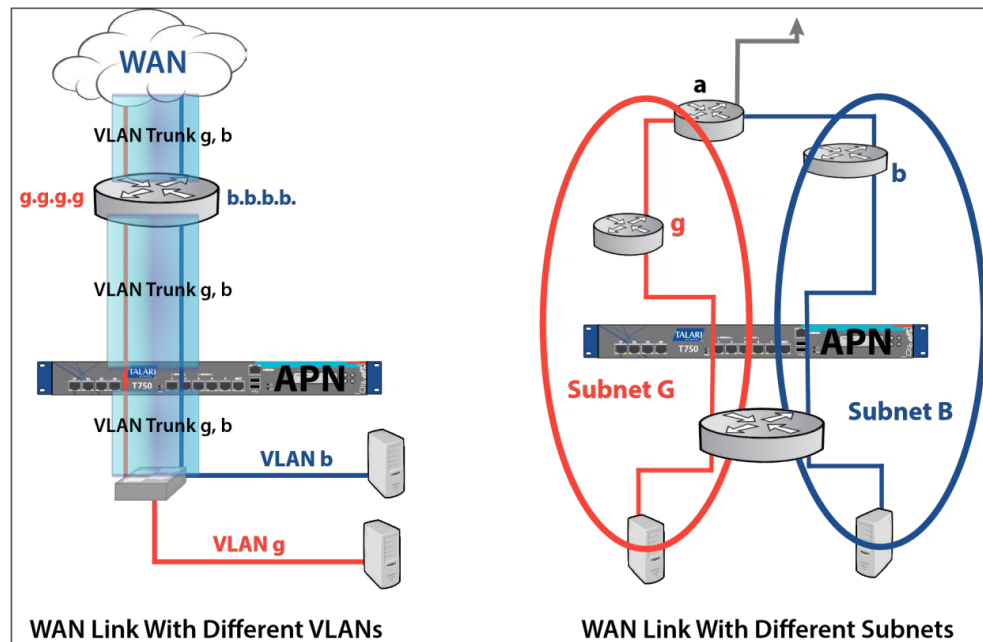 WAN
VLAN Trunk g, b
g.g.g.g
b.b.b.b.
VLAN Trunk g, b
TALARI
T750
APN
VLAN Trunk g, b
VLAN b
VLAN g
WAN Link With Different VLANs
a
b
g
TALARI
T750
APN
Subnet G
Subnet B
WAN Link With Different Subnets